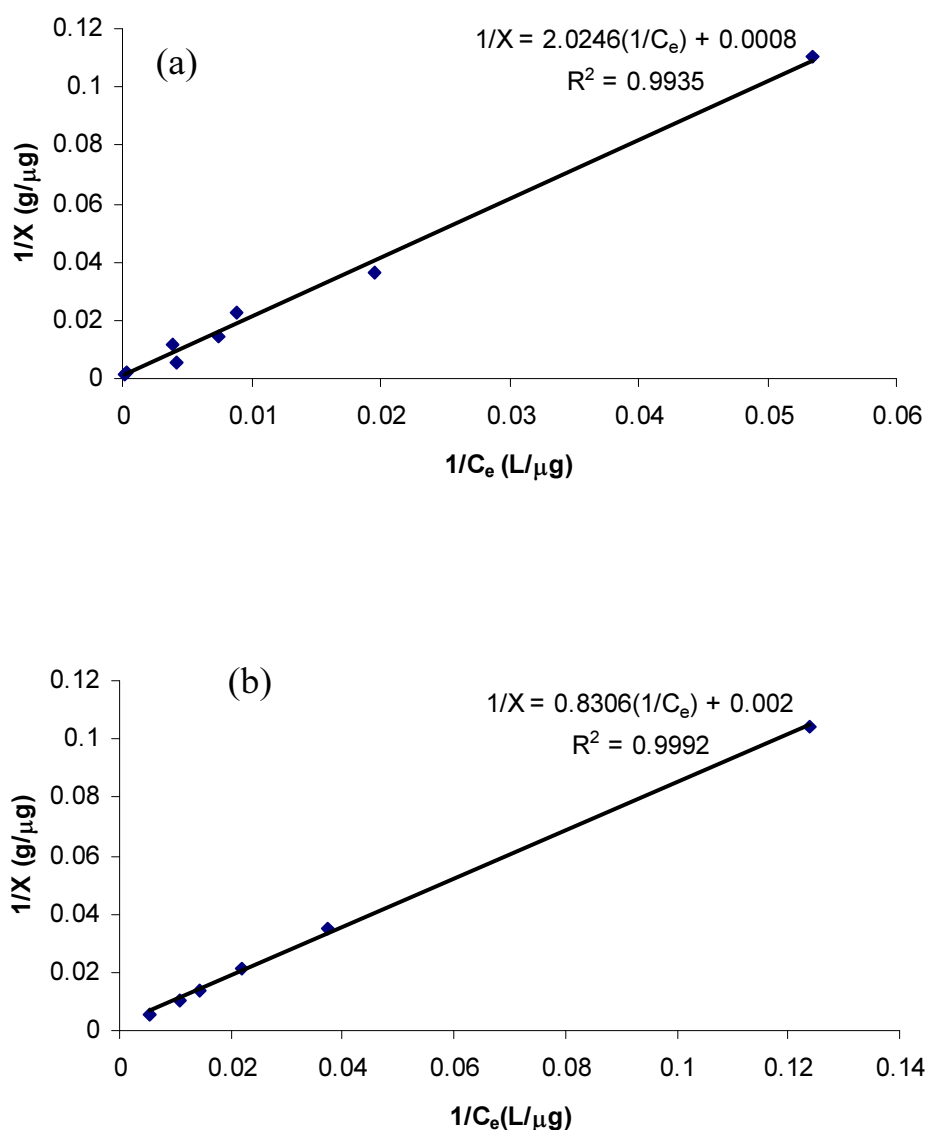 (a)
1/X = 2.0246(1/Cₑ) + 0.0008
R² = 0.9935
1/X (g/μg)
0.12
0.1
0.08
0.06
0.04
0.02
0
0 0.01 0.02 0.03 0.04 0.05 0.06
1/Cₑ (L/μg)
(b)
1/X = 0.8306(1/Cₑ) + 0.002
R² = 0.9992
1/X (g/μg)
0.12
0.1
0.08
0.06
0.04
0.02
0
0 0.02 0.04 0.06 0.08 0.1 0.12 0.14
1/Cₑ(L/μg)